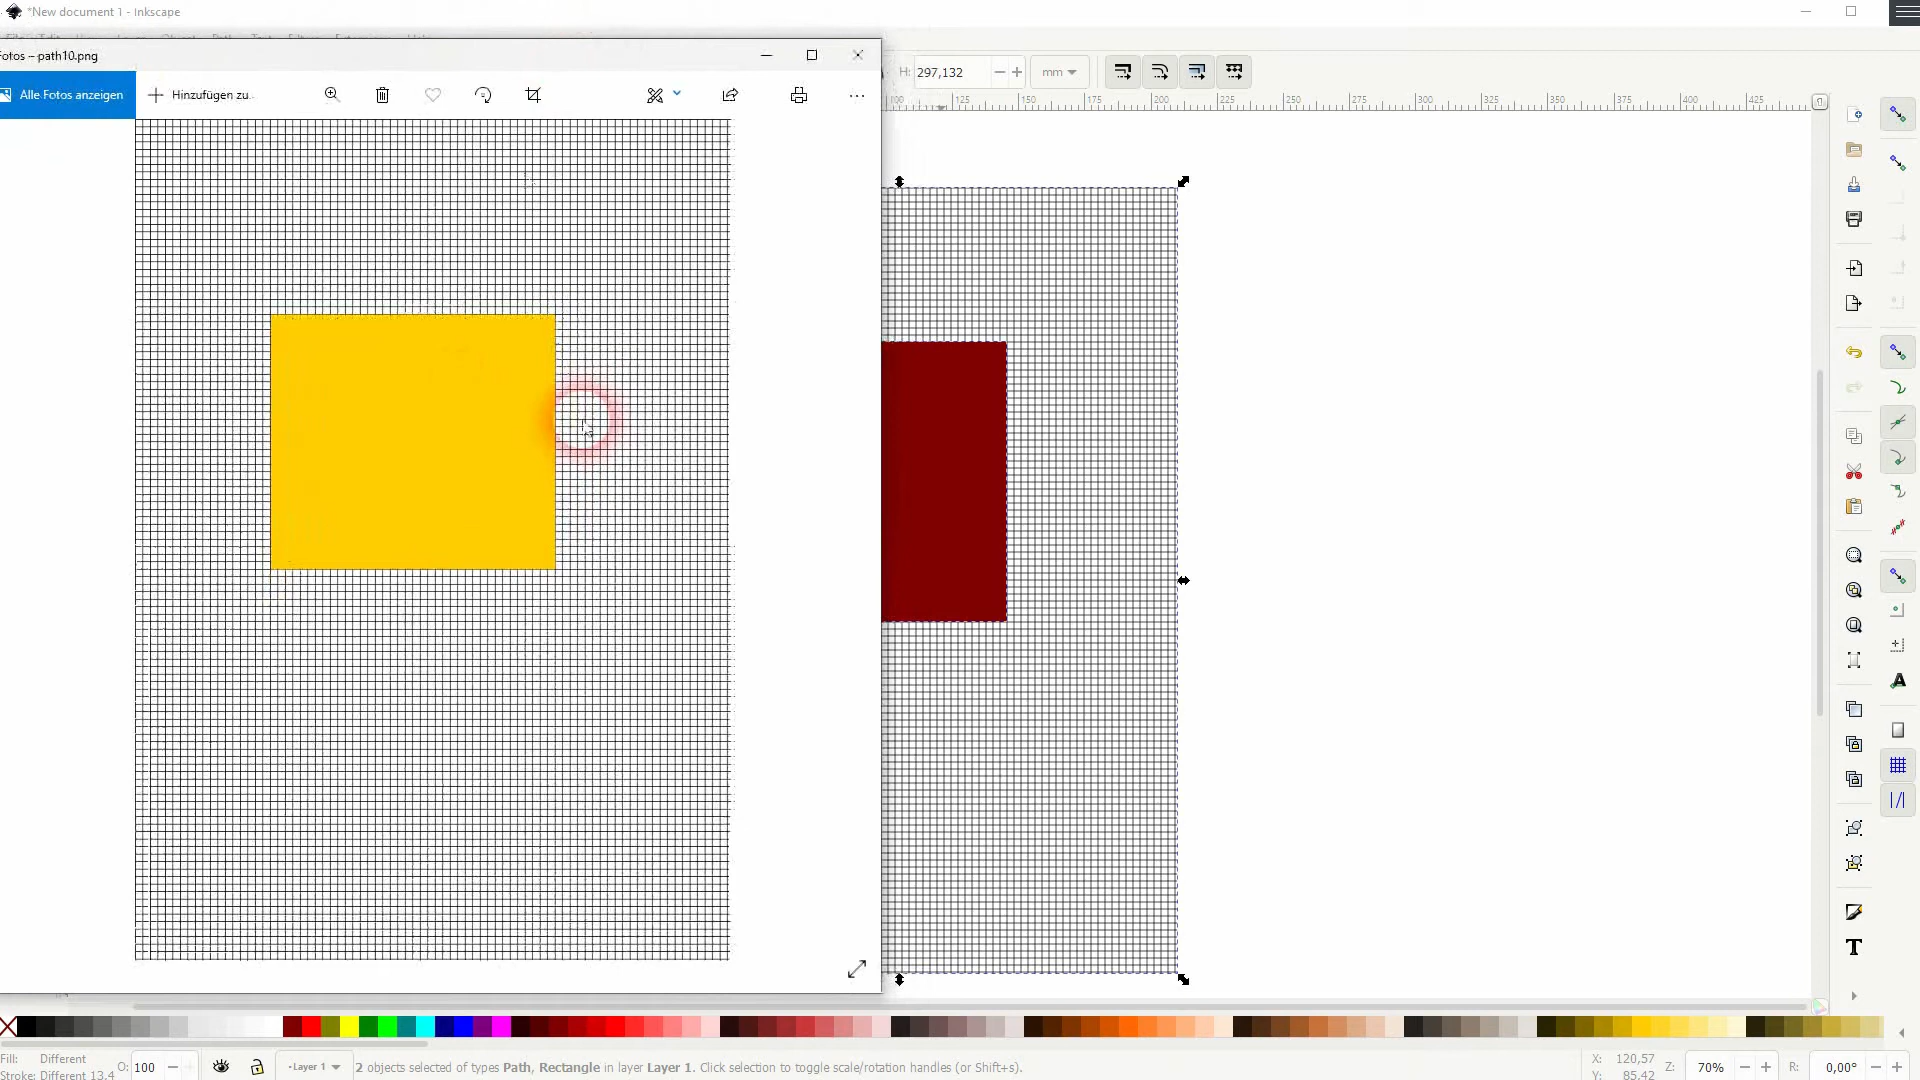 *New document 1 - Inkscape
Fotos – path10.png
Alle Fotos anzeigen
Hinzufügen zu
H: 297,132
mm
100 125 150 175 200 225 250 275 300 325 350 375 400 425
Fill: Different
Stroke: Different 13,4
O: 100
Layer 1
2 objects selected of types Path, Rectangle in layer Layer 1. Click selection to toggle scale/rotation handles (or Shift+s).
X: 120,57
Y: 85,42
Z: 70%
R: 0,00°